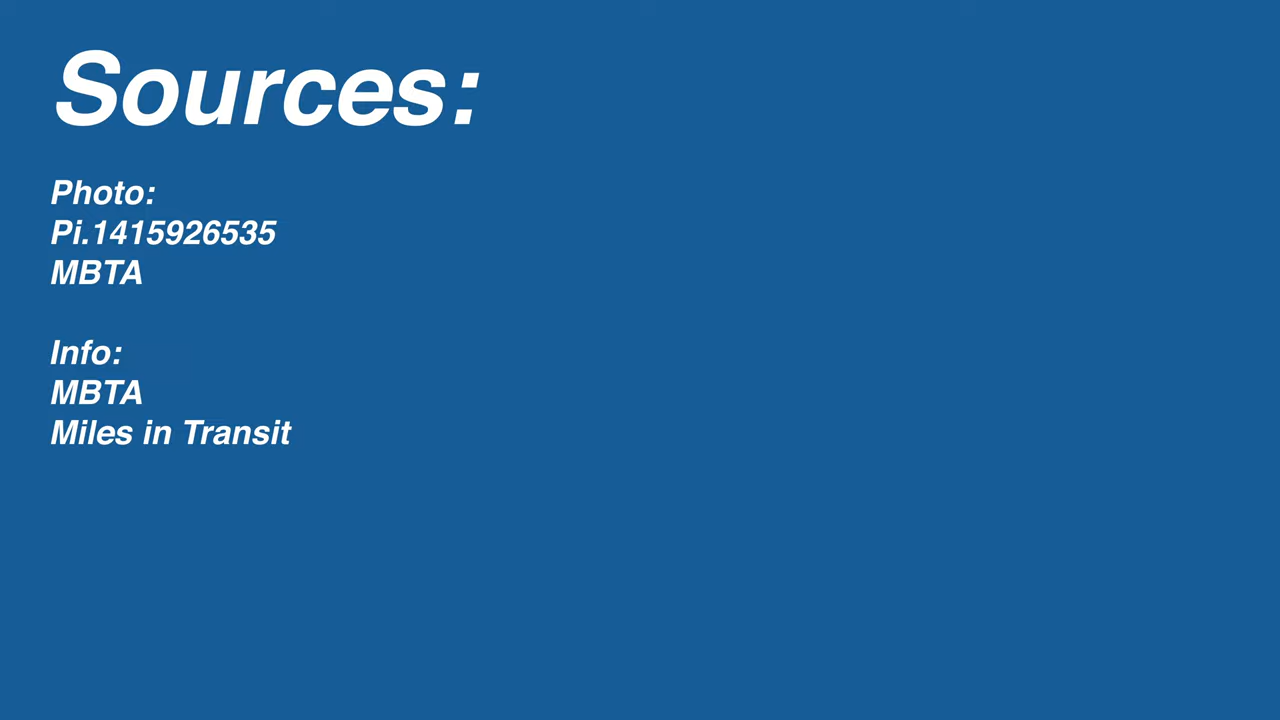 Sources:
Photo:
Pi.1415926535
MBTA
Info:
MBTA
Miles in Transit